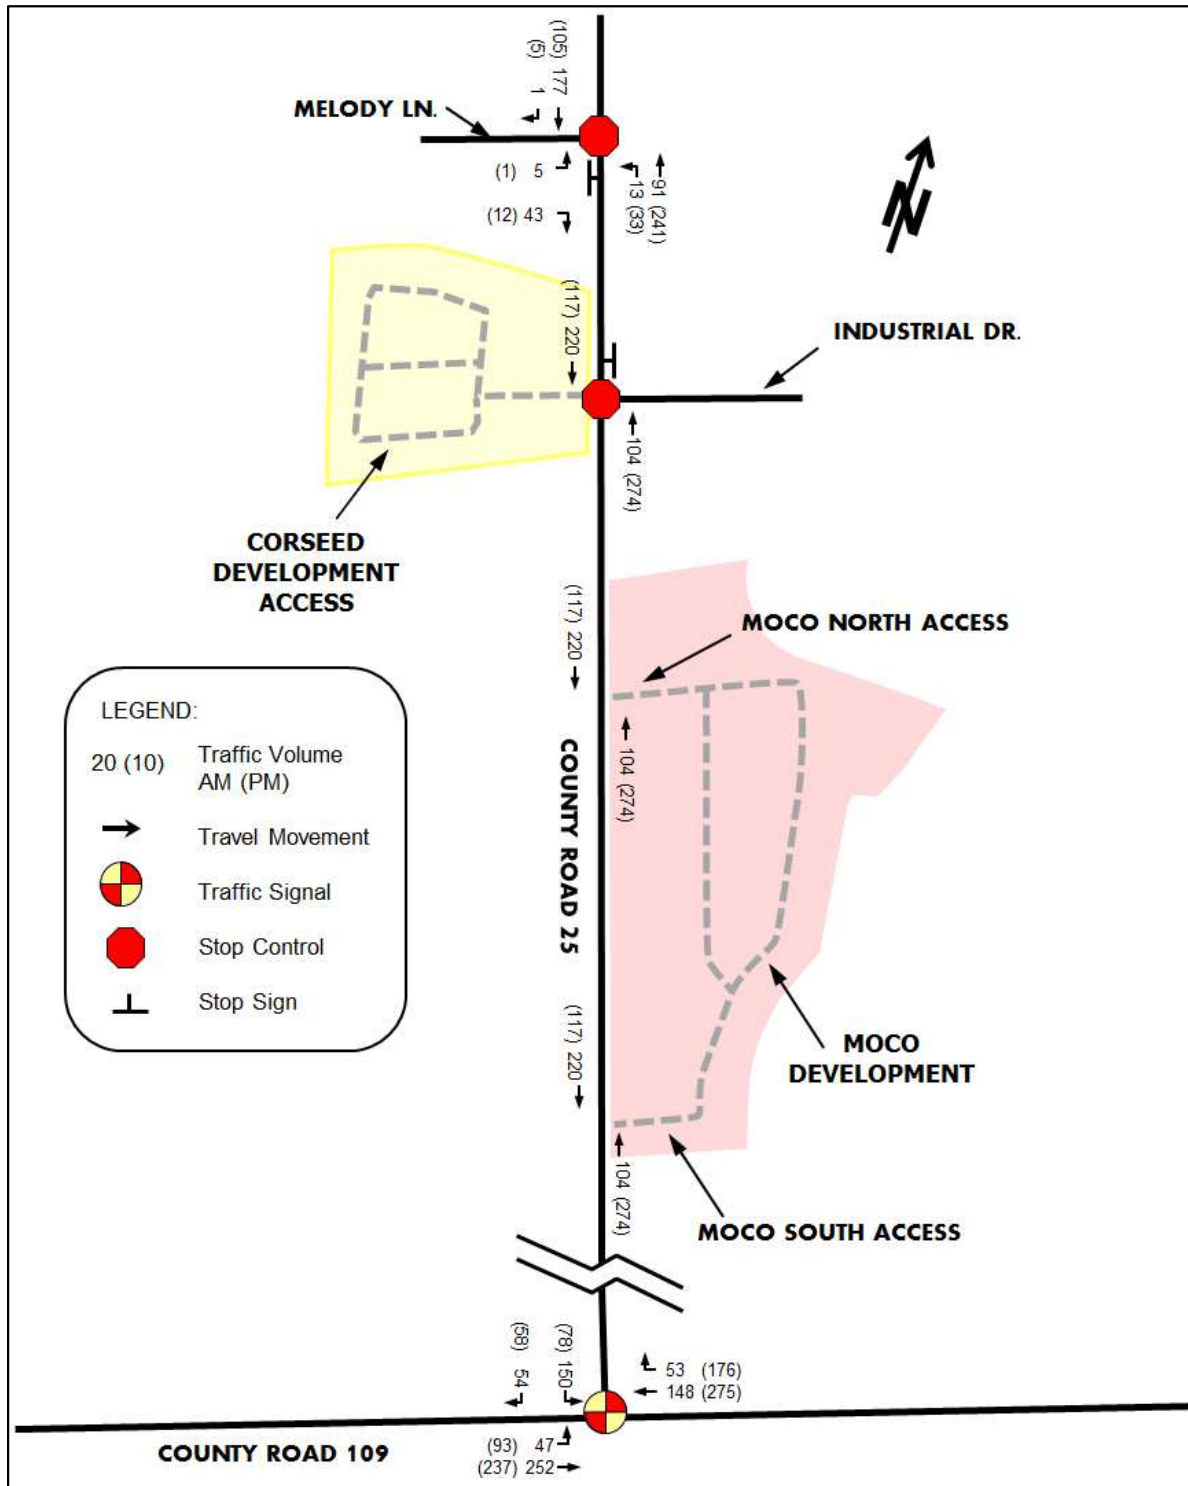 (105) 177
(5) 1
MELODY LN.
(1) 5
(12) 43
13 (33)
91 (241)
N
(117) 220
INDUSTRIAL DR.
104 (274)
CORSEED
DEVELOPMENT
ACCESS
(117) 220
MOCO NORTH ACCESS
104 (274)
LEGEND:
20 (10) Traffic Volume
AM (PM)
Travel Movement
Traffic Signal
Stop Control
Stop Sign
COUNTY ROAD 25
(117) 220
MOCO
DEVELOPMENT
104 (274)
MOCO SOUTH ACCESS
(58) 54
(78) 150
53 (176)
148 (275)
COUNTY ROAD 109
(93) 47
(237) 252